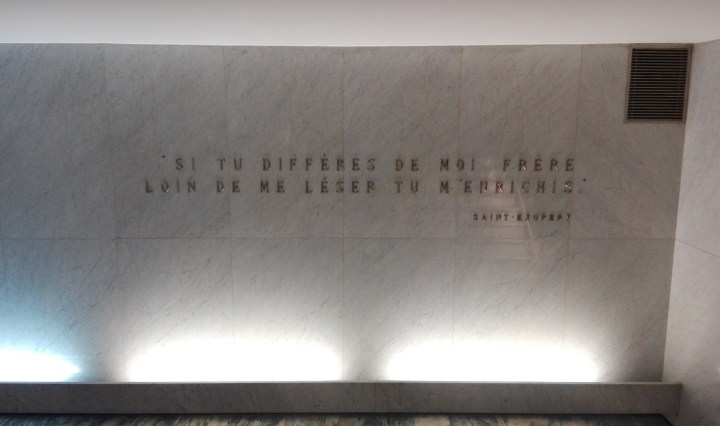 "SI TU DIFFÈRES DE MOI, FRÈRE
LOIN DE ME LÉSER TU M'ENRICHIS."
SAINT-EXUPÉRY